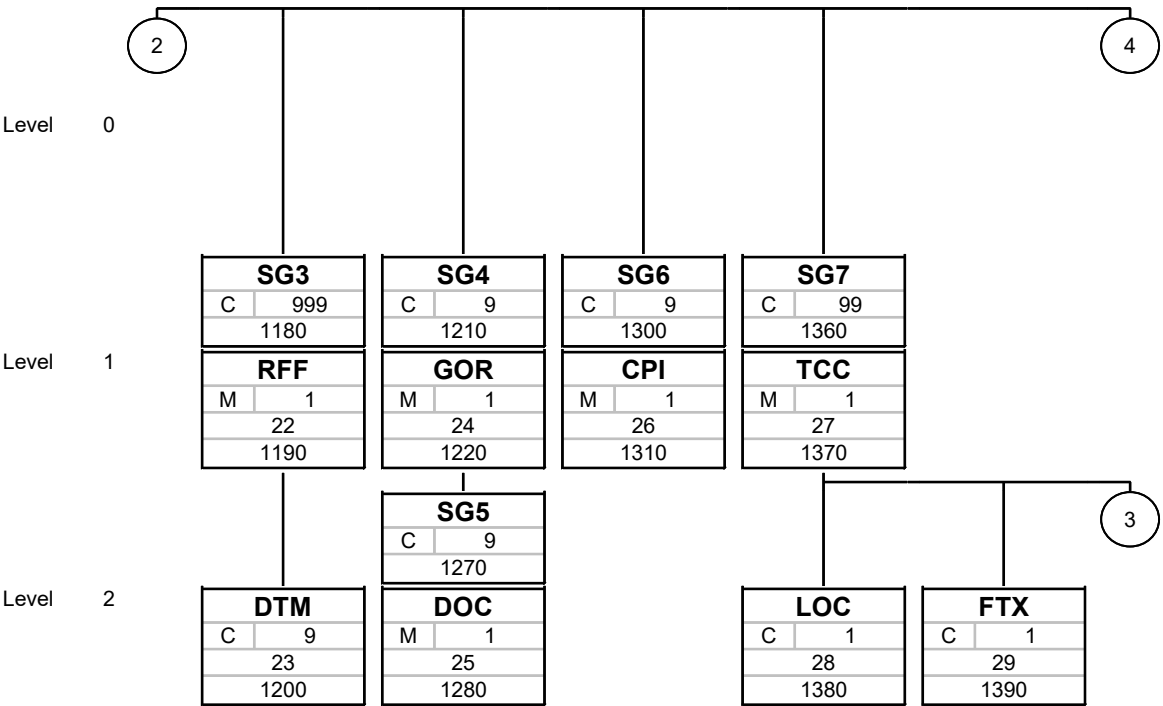 2 4
Level 0
SG3 SG4 SG6 SG7
C 999 C 9 C 9 C 99
1180 1210 1300 1360
Level 1
RFF GOR CPI TCC
M 1 M 1 M 1 M 1
22 24 26 27
1190 1220 1310 1370
SG5
C 9
1270
3
Level 2
DTM DOC LOC FTX
C 9 M 1 C 1 C 1
23 25 28 29
1200 1280 1380 1390